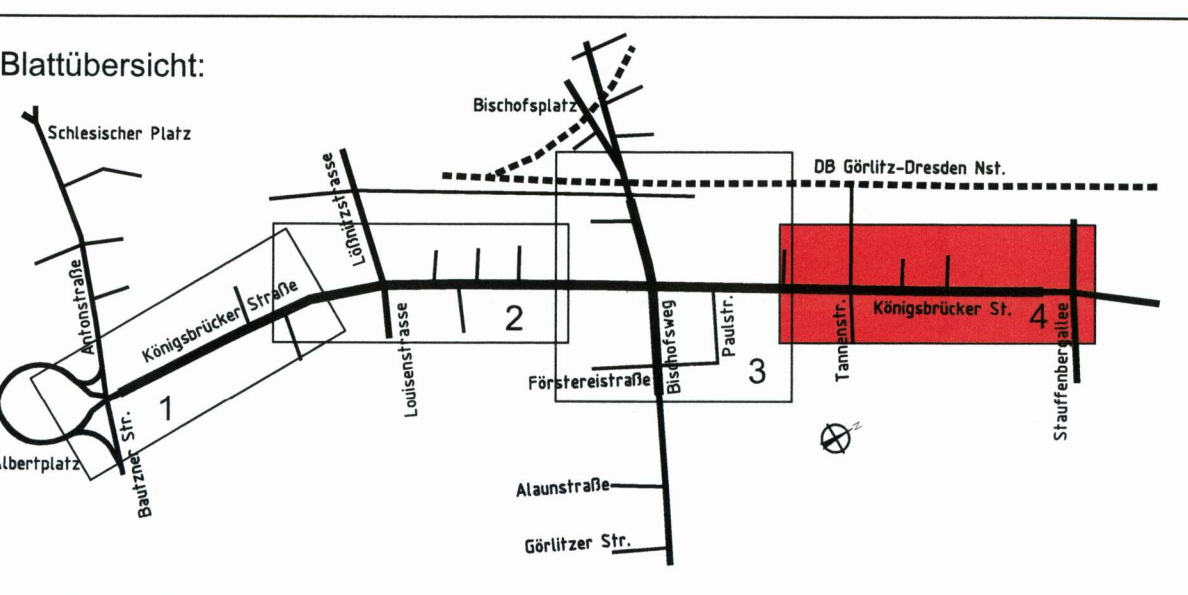 Blattübersicht:
Schlesischer Platz
Bischofsplatz
DB Görlitz-Dresden Nst.
Lößnitzstrasse
Antonstraße
Königsbrücker Straße
Louisenstrasse
2
Bischofsweg
Paulstr.
3
Förstereistraße
Tannenstr.
Königsbrücker St.
4
Stauffenbergallee
1
lbertplatz
Bautzner Str.
N
Alaunstraße
Görlitzer Str.